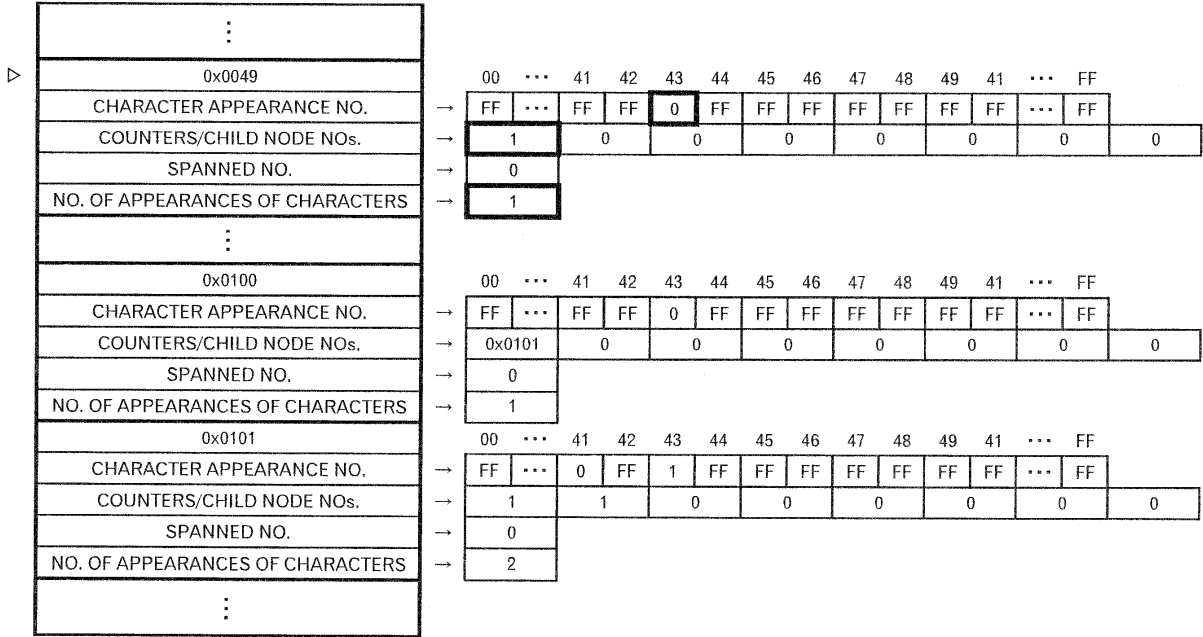 ⋮
▷ 0x0049 00 ⋯ 41 42 43 44 45 46 47 48 49 41 ⋯ FF
CHARACTER APPEARANCE NO. → FF ⋯ FF FF 0 FF FF FF FF FF FF FF ⋯ FF
COUNTERS/CHILD NODE NOs. → 1 0 0 0 0 0 0 0
SPANNED NO. → 0
NO. OF APPEARANCES OF CHARACTERS → 1
⋮
0x0100 00 ⋯ 41 42 43 44 45 46 47 48 49 41 ⋯ FF
CHARACTER APPEARANCE NO. → FF ⋯ FF FF 0 FF FF FF FF FF FF FF ⋯ FF
COUNTERS/CHILD NODE NOs. → 0x0101 0 0 0 0 0 0 0
SPANNED NO. → 0
NO. OF APPEARANCES OF CHARACTERS → 1
0x0101 00 ⋯ 41 42 43 44 45 46 47 48 49 41 ⋯ FF
CHARACTER APPEARANCE NO. → FF ⋯ 0 FF 1 FF FF FF FF FF FF FF ⋯ FF
COUNTERS/CHILD NODE NOs. → 1 1 0 0 0 0 0 0
SPANNED NO. → 0
NO. OF APPEARANCES OF CHARACTERS → 2
⋮